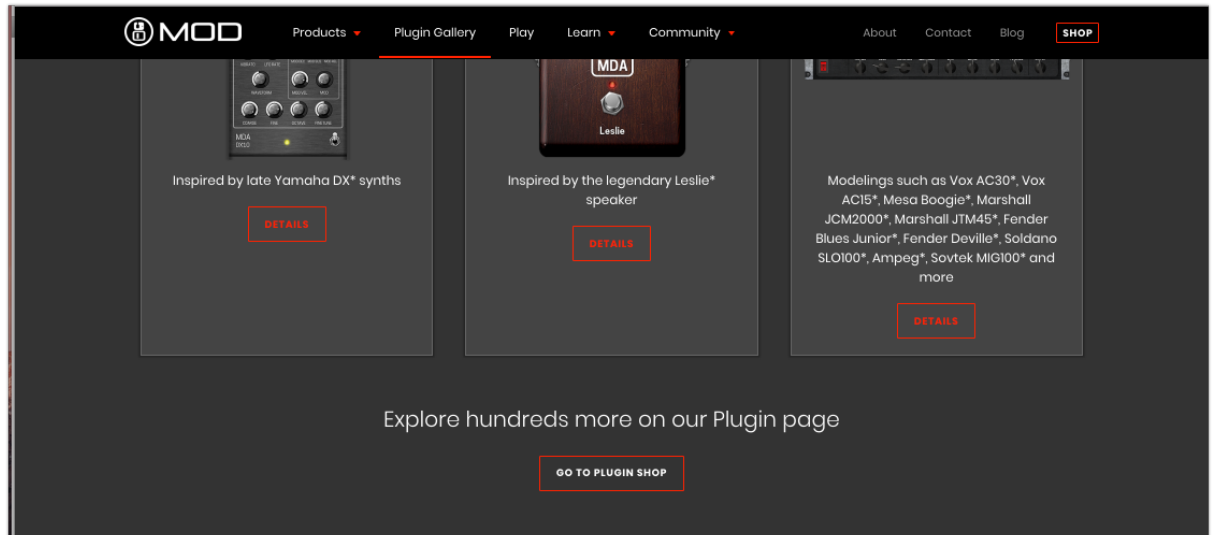 MOD
Products
Plugin Gallery
Play
Learn
Community
About
Contact
Blog
SHOP
MDA
Leslie
MDA
Inspired by late Yamaha DX* synths
DETAILS
Inspired by the legendary Leslie*
speaker
DETAILS
Modelings such as Vox AC30*, Vox
AC15*, Mesa Boogie*, Marshall
JCM2000*, Marshall JTM45*, Fender
Blues Junior*, Fender Deville*, Soldano
SLO100*, Ampeg*, Sovtek MIG100* and
more
DETAILS
Explore hundreds more on our Plugin page
GO TO PLUGIN SHOP